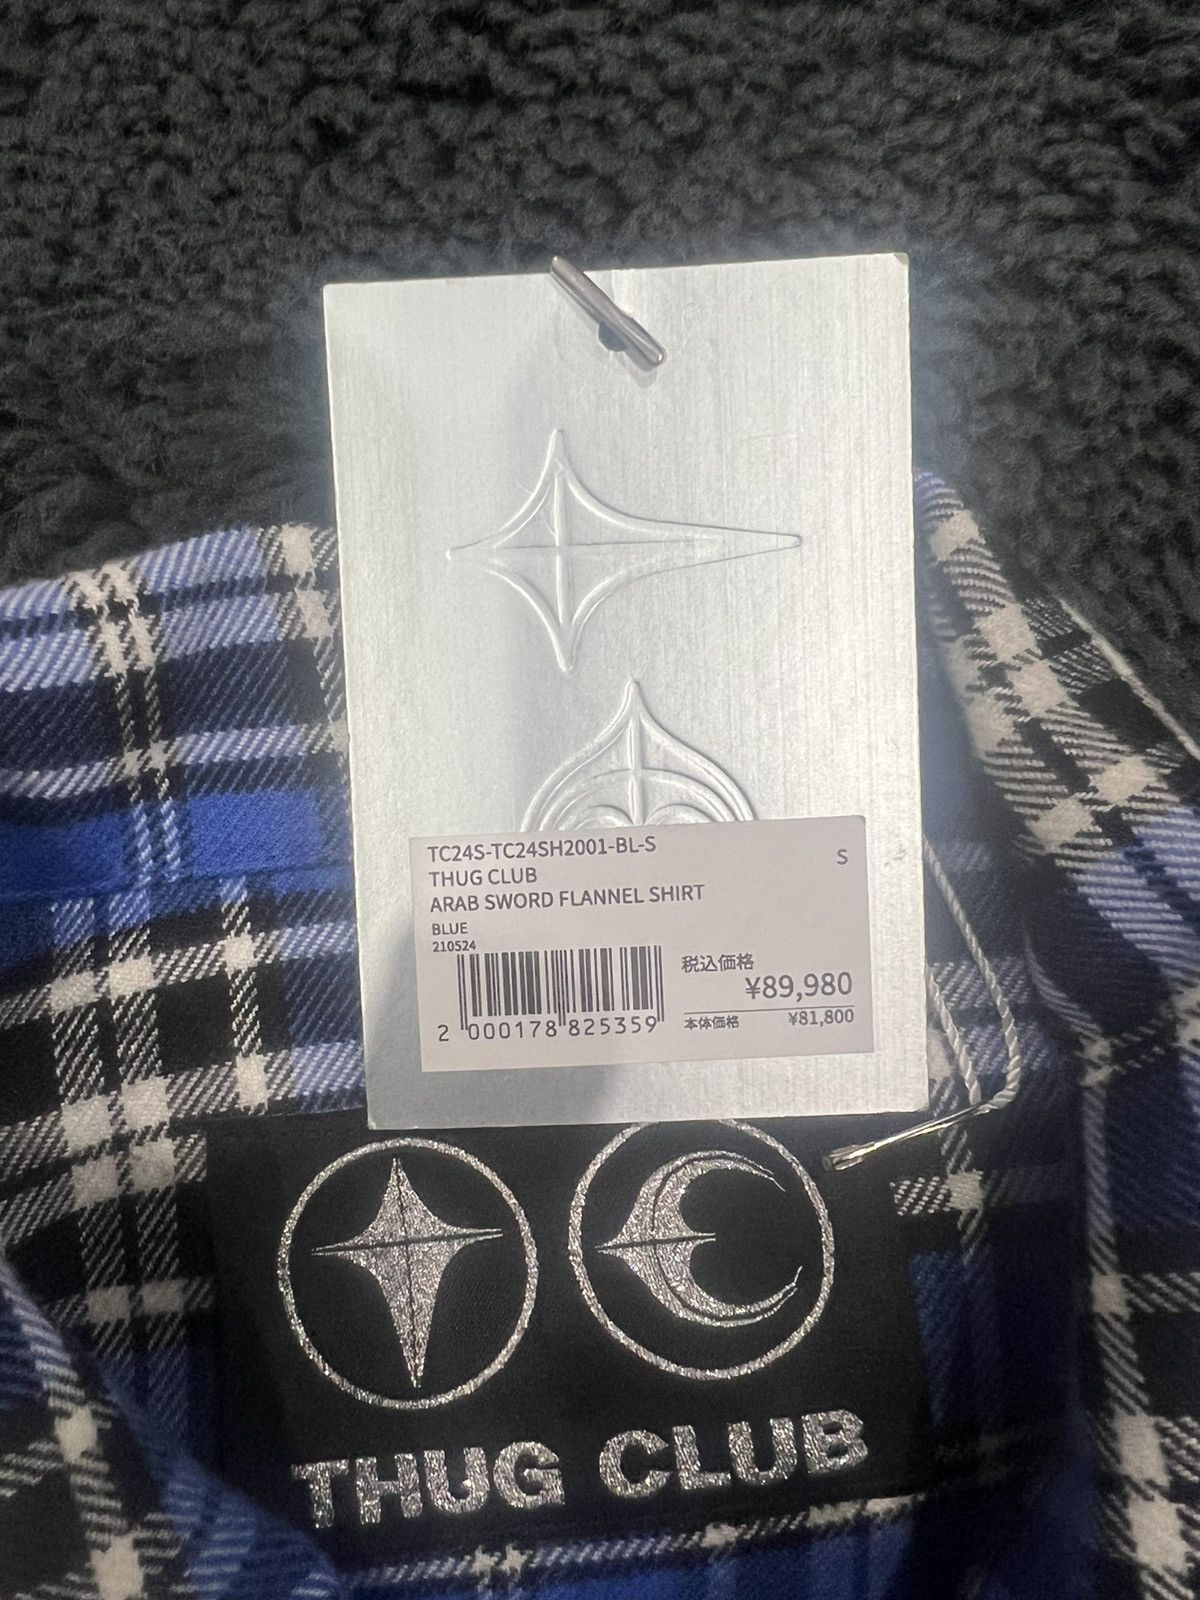 TC24S-TC24SH2001-BL-S
S
THUG CLUB
ARAB SWORD FLANNEL SHIRT
BLUE
210524
税込価格
¥89,980
本体価格 ¥81,800
2 000178 825359
THUG CLUB